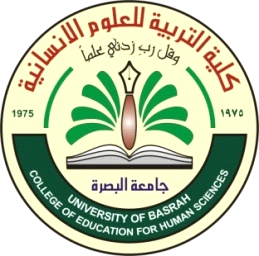 كلية التربية للعلوم الانسانية
وقل رب زدني علماً
1975
١٩٧٥
جامعة البصرة
UNIVERSITY OF BASRAH
COLLEGE OF EDUCATION FOR HUMAN SCIENCES